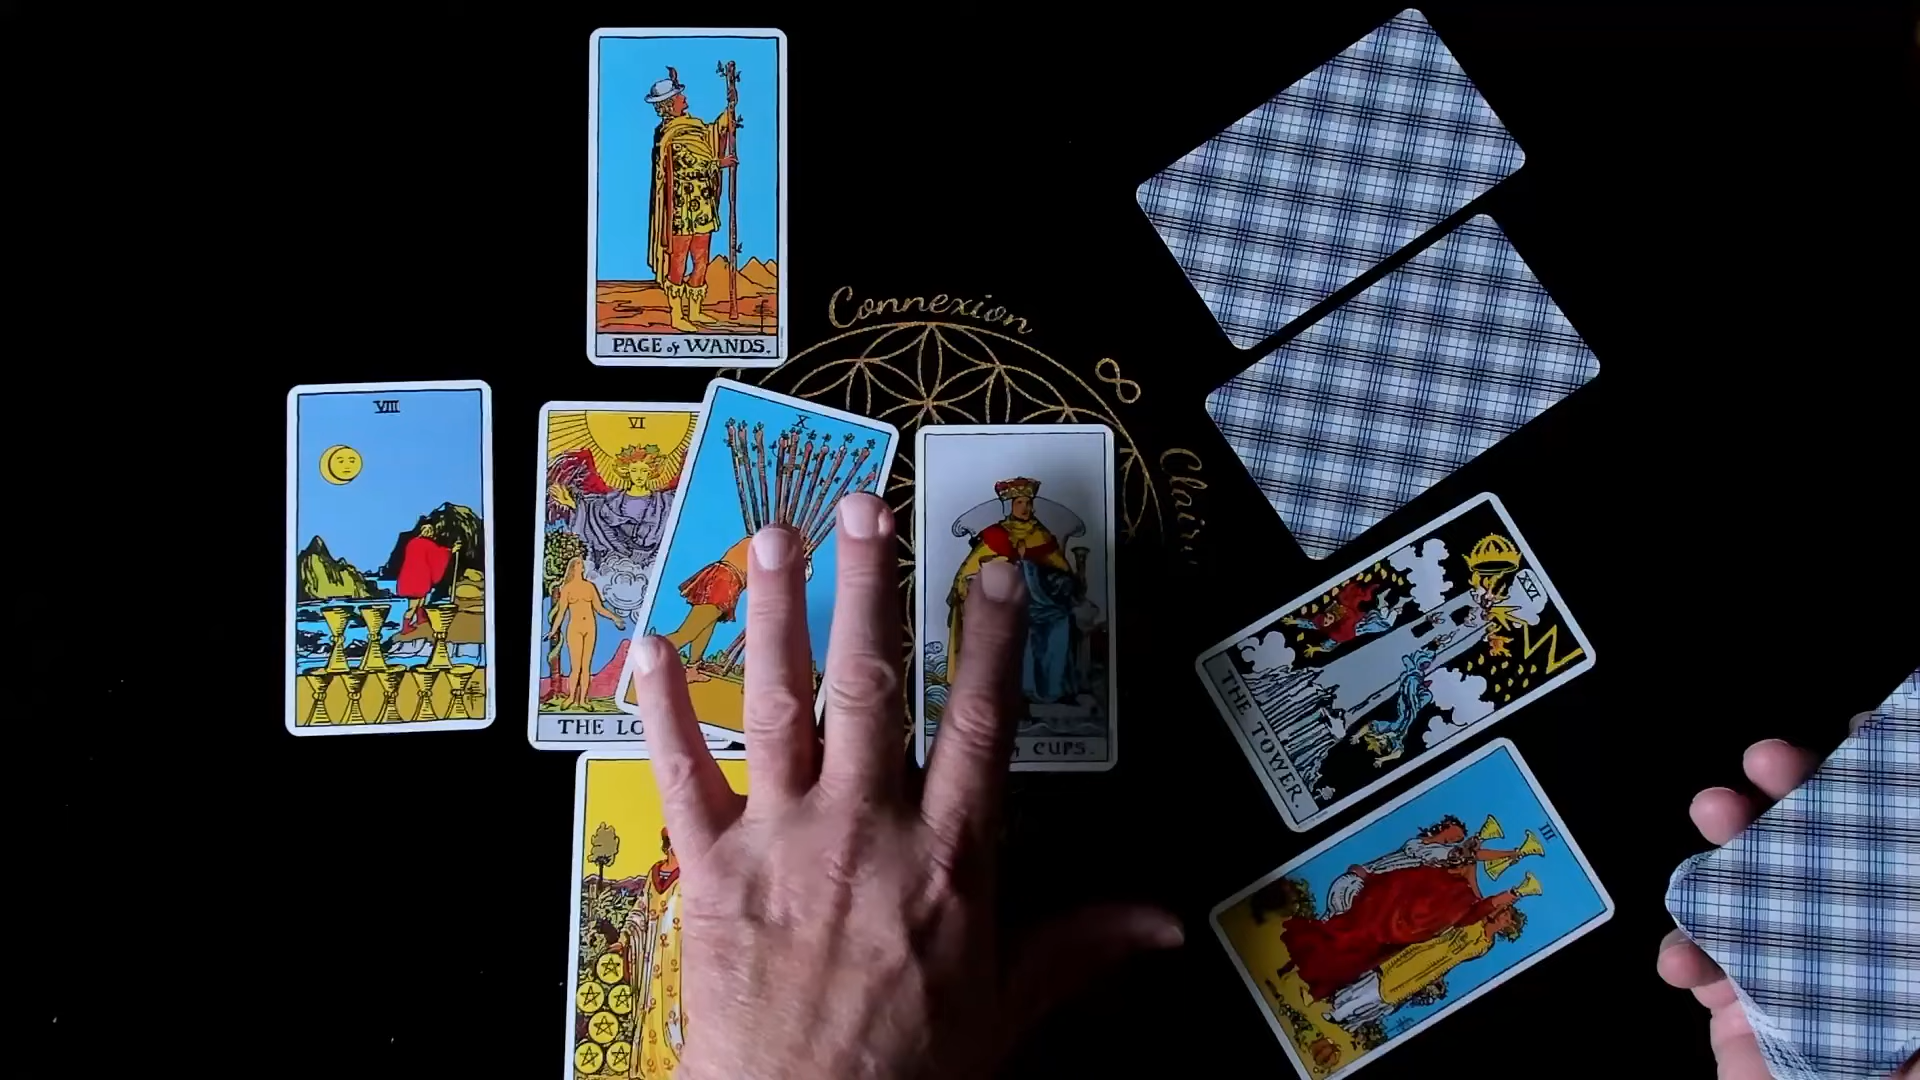 PAGE of WANDS.
Connexion
VIII
VI
X
THE LO
CUPS.
XVI
THE TOWER.
III